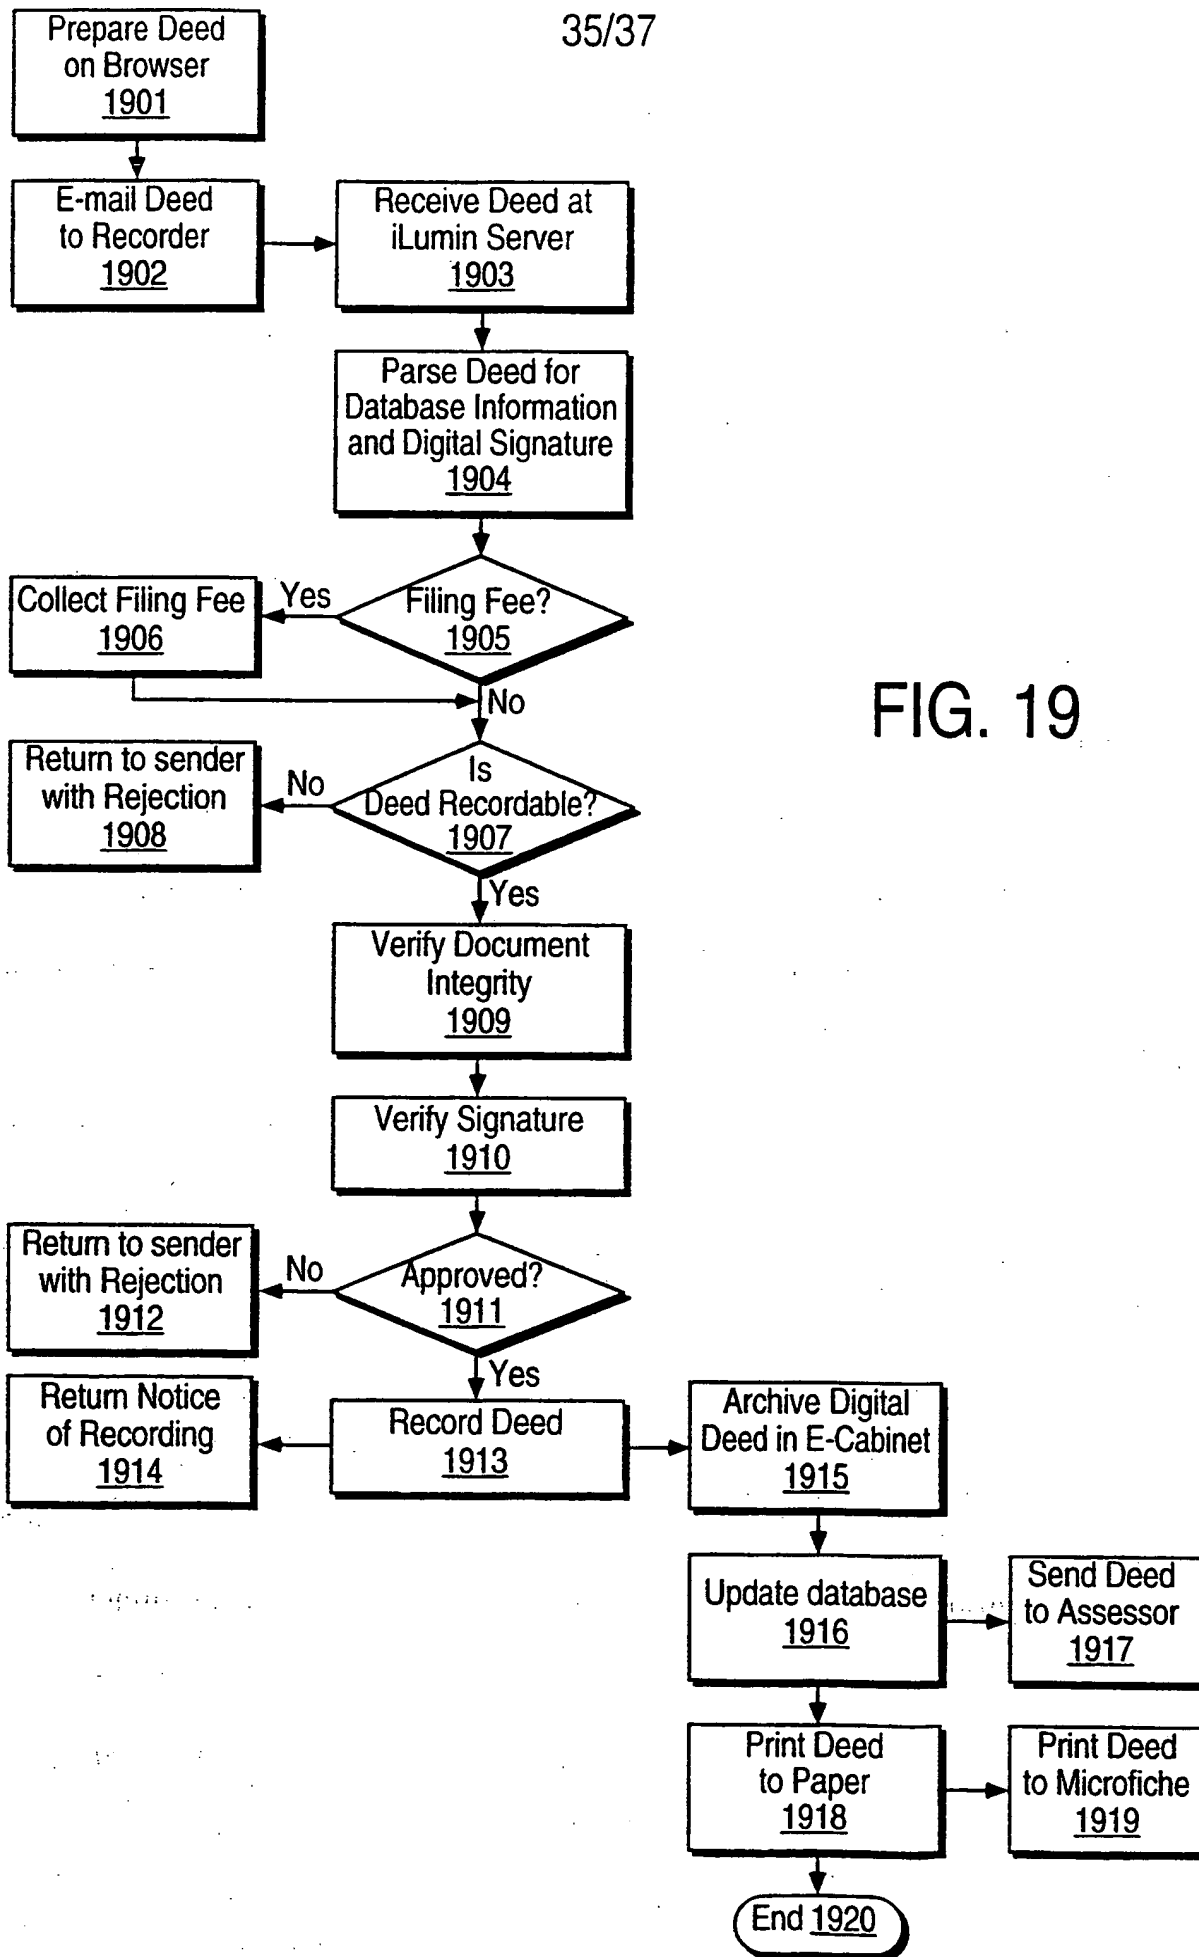 35/37
Prepare Deed
on Browser
1901
E-mail Deed
to Recorder
1902
Receive Deed at
iLumin Server
1903
Parse Deed for
Database Information
and Digital Signature
1904
Filing Fee?
1905
Yes
Collect Filing Fee
1906
No
Is
Deed Recordable?
1907
No
Return to sender
with Rejection
1908
Yes
Verify Document
Integrity
1909
Verify Signature
1910
Approved?
1911
No
Return to sender
with Rejection
1912
Yes
Record Deed
1913
Return Notice
of Recording
1914
Archive Digital
Deed in E-Cabinet
1915
Update database
1916
Send Deed
to Assessor
1917
Print Deed
to Paper
1918
Print Deed
to Microfiche
1919
End 1920
FIG. 19